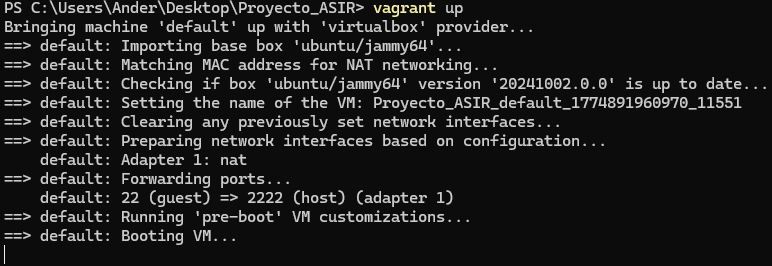 PS C:\Users\Ander\Desktop\Proyecto_ASIR> vagrant up
Bringing machine 'default' up with 'virtualbox' provider...
==> default: Importing base box 'ubuntu/jammy64'...
==> default: Matching MAC address for NAT networking...
==> default: Checking if box 'ubuntu/jammy64' version '20241002.0.0' is up to date...
==> default: Setting the name of the VM: Proyecto_ASIR_default_1774891960970_11551
==> default: Clearing any previously set network interfaces...
==> default: Preparing network interfaces based on configuration...
    default: Adapter 1: nat
==> default: Forwarding ports...
    default: 22 (guest) => 2222 (host) (adapter 1)
==> default: Running 'pre-boot' VM customizations...
==> default: Booting VM...